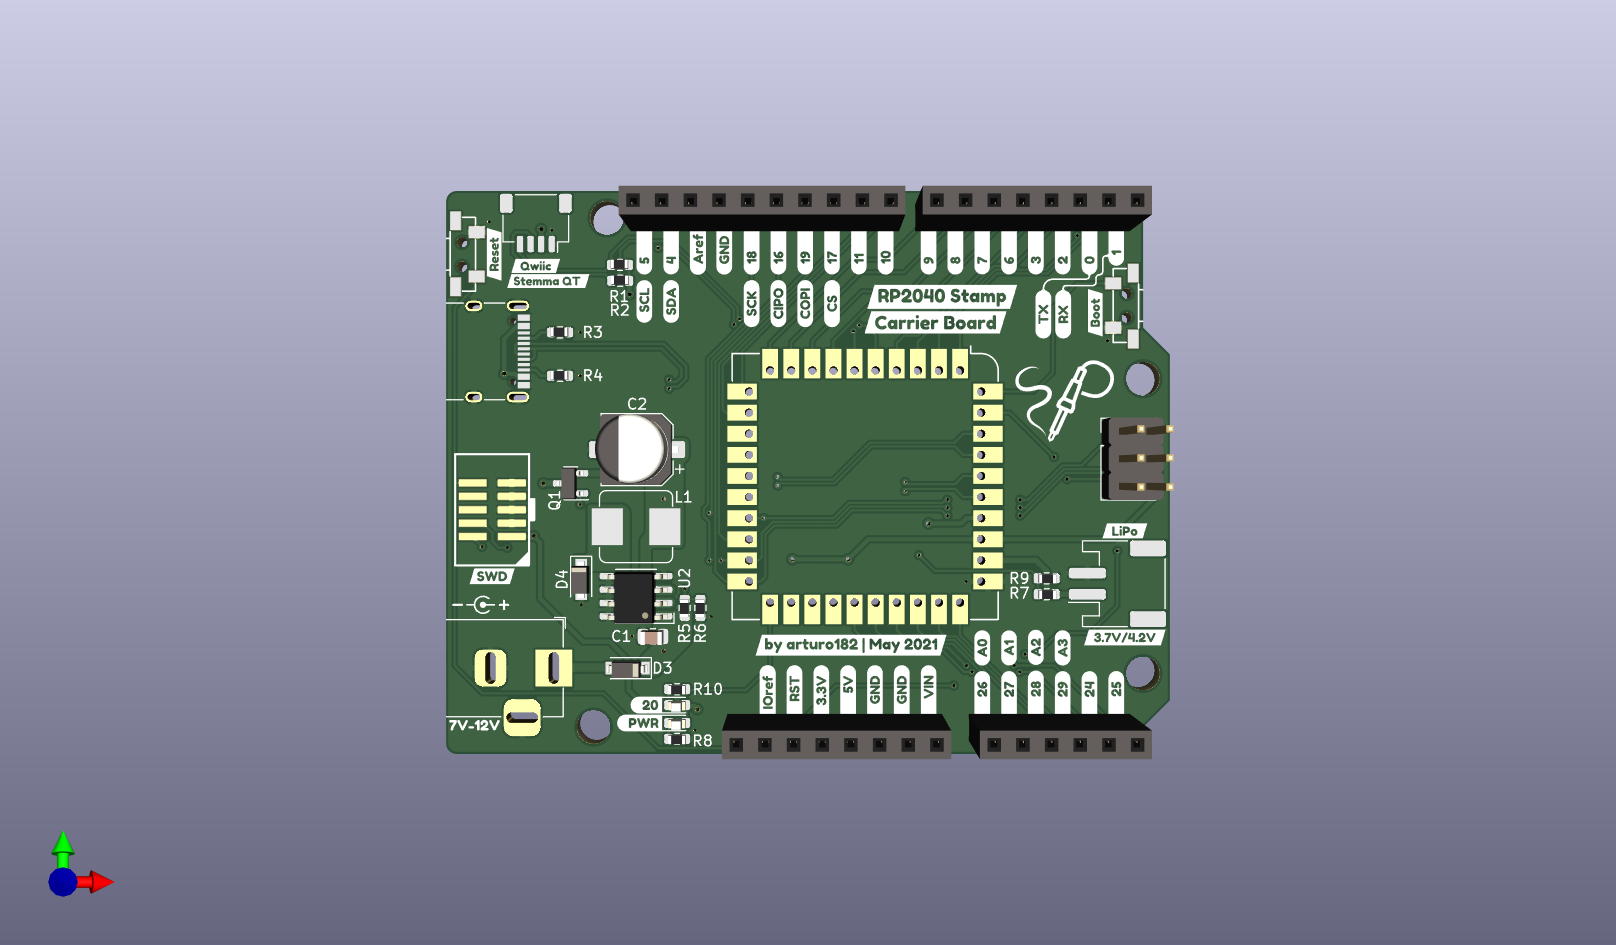 5 4 Aref GND 18 16 19 17 11 10 9 8 7 6 3 2 0 1
Reset
Qwiic
Stemma QT
R1
R2
SCL SDA SCK CIPO COPI CS
RP2040 Stamp
Carrier Board
TX RX Boot
R3
R4
C2
+
L1
Q1
LiPo
SWD
D4
U2
R9
R7
- +
C1
R5
R6
3.7V/4.2V
by arturo182 | May 2021
A0 A1 A2 A3
D3
R10
20
PWR
R8
7V-12V
IOref RST 3.3V 5V GND GND VIN 26 27 28 29 24 25